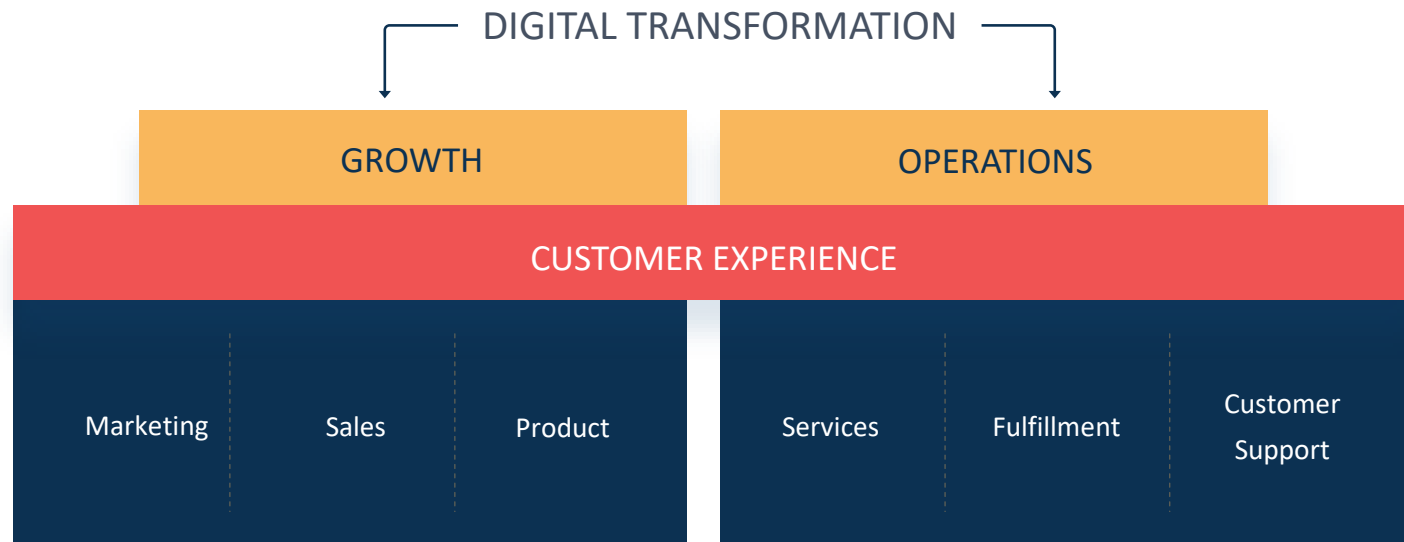 DIGITAL TRANSFORMATION
GROWTH
OPERATIONS
CUSTOMER EXPERIENCE
Marketing
Sales
Product
Services
Fulfillment
Customer
Support